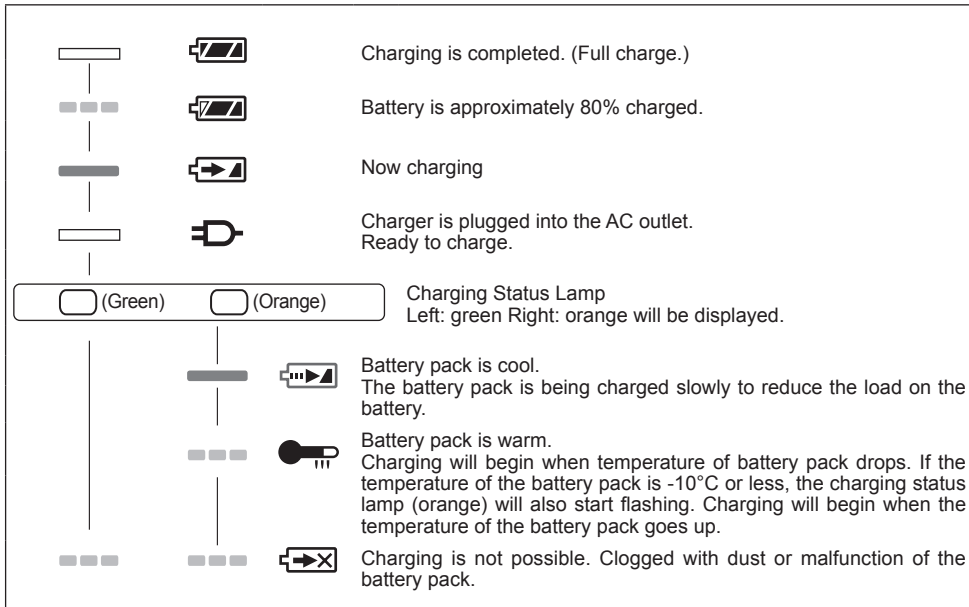 Charging is completed. (Full charge.)
Battery is approximately 80% charged.
Now charging
Charger is plugged into the AC outlet.
Ready to charge.
(Green) (Orange)
Charging Status Lamp
Left: green Right: orange will be displayed.
Battery pack is cool.
The battery pack is being charged slowly to reduce the load on the
battery.
Battery pack is warm.
Charging will begin when temperature of battery pack drops. If the
temperature of the battery pack is -10°C or less, the charging status
lamp (orange) will also start flashing. Charging will begin when the
temperature of the battery pack goes up.
Charging is not possible. Clogged with dust or malfunction of the
battery pack.